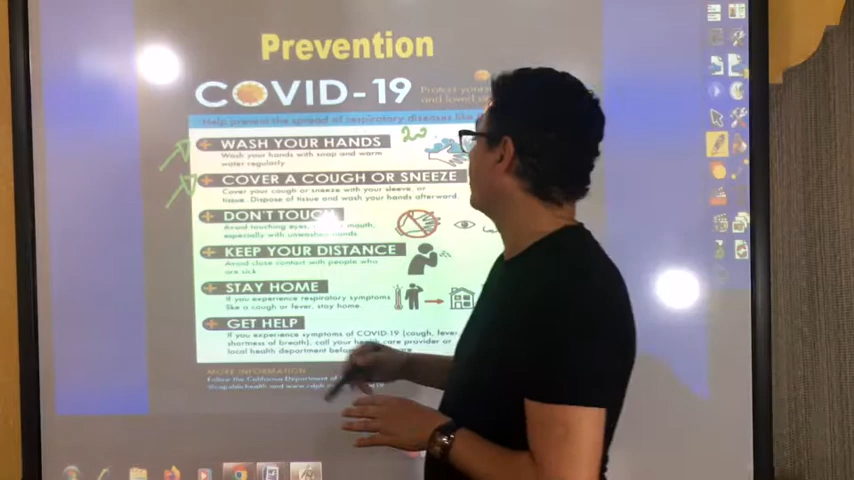 Prevention
COVID-19
Protect your
and loved
Help prevent the spread of respiratory diseases like
WASH YOUR HANDS
20
Wash your hands with soap and warm
water regularly.
COVER A COUGH OR SNEEZE
Cover your cough or sneeze with your sleeve, or
tissue. Dispose of tissue and wash your hands afterward.
DON'T TOUCH
Avoid touching eyes, mouth,
especially with unwashed hands.
KEEP YOUR DISTANCE
Avoid close contact with people who
are sick
STAY HOME
If you experience respiratory symptoms
like a cough or fever, stay home.
GET HELP
If you experience symptoms of COVID-19 (cough, fever,
shortness of breath), call your health care provider or
local health department before
MORE INFORMATION
Follow the California Department of